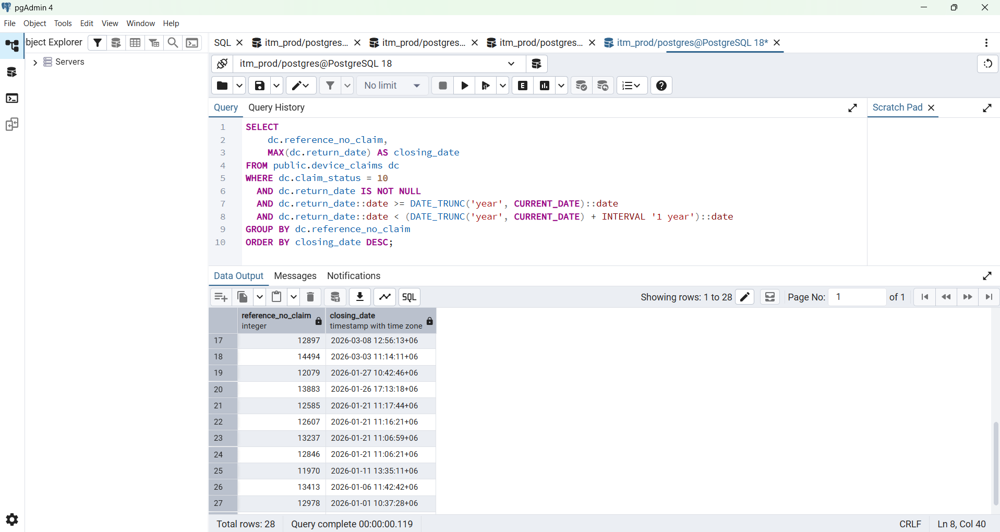 pgAdmin 4
File Object Tools Edit View Window Help
bject Explorer
SQL itm_prod/postgres... itm_prod/postgres... itm_prod/postgres... itm_prod/postgres@PostgreSQL 18*
Servers
itm_prod/postgres@PostgreSQL 18
No limit
E
Query Query History
Scratch Pad
1 SELECT
2 dc.reference_no_claim,
3 MAX(dc.return_date) AS closing_date
4 FROM public.device_claims dc
5 WHERE dc.claim_status = 10
6 AND dc.return_date IS NOT NULL
7 AND dc.return_date::date >= DATE_TRUNC('year', CURRENT_DATE)::date
8 AND dc.return_date::date < (DATE_TRUNC('year', CURRENT_DATE) + INTERVAL '1 year')::date
9 GROUP BY dc.reference_no_claim
10 ORDER BY closing_date DESC;
Data Output Messages Notifications
SQL Showing rows: 1 to 28 Page No: 1 of 1
reference_no_claim closing_date
integer timestamp with time zone
17 12897 2026-03-08 12:56:13+06
18 14494 2026-03-03 11:14:11+06
19 12079 2026-01-27 10:42:46+06
20 13883 2026-01-26 17:13:18+06
21 12585 2026-01-21 11:17:44+06
22 12607 2026-01-21 11:16:21+06
23 13237 2026-01-21 11:06:59+06
24 12846 2026-01-21 11:06:21+06
25 11970 2026-01-11 13:35:11+06
26 13413 2026-01-06 11:42:42+06
27 12978 2026-01-01 10:37:28+06
Total rows: 28 Query complete 00:00:00.119 CRLF Ln 8, Col 40